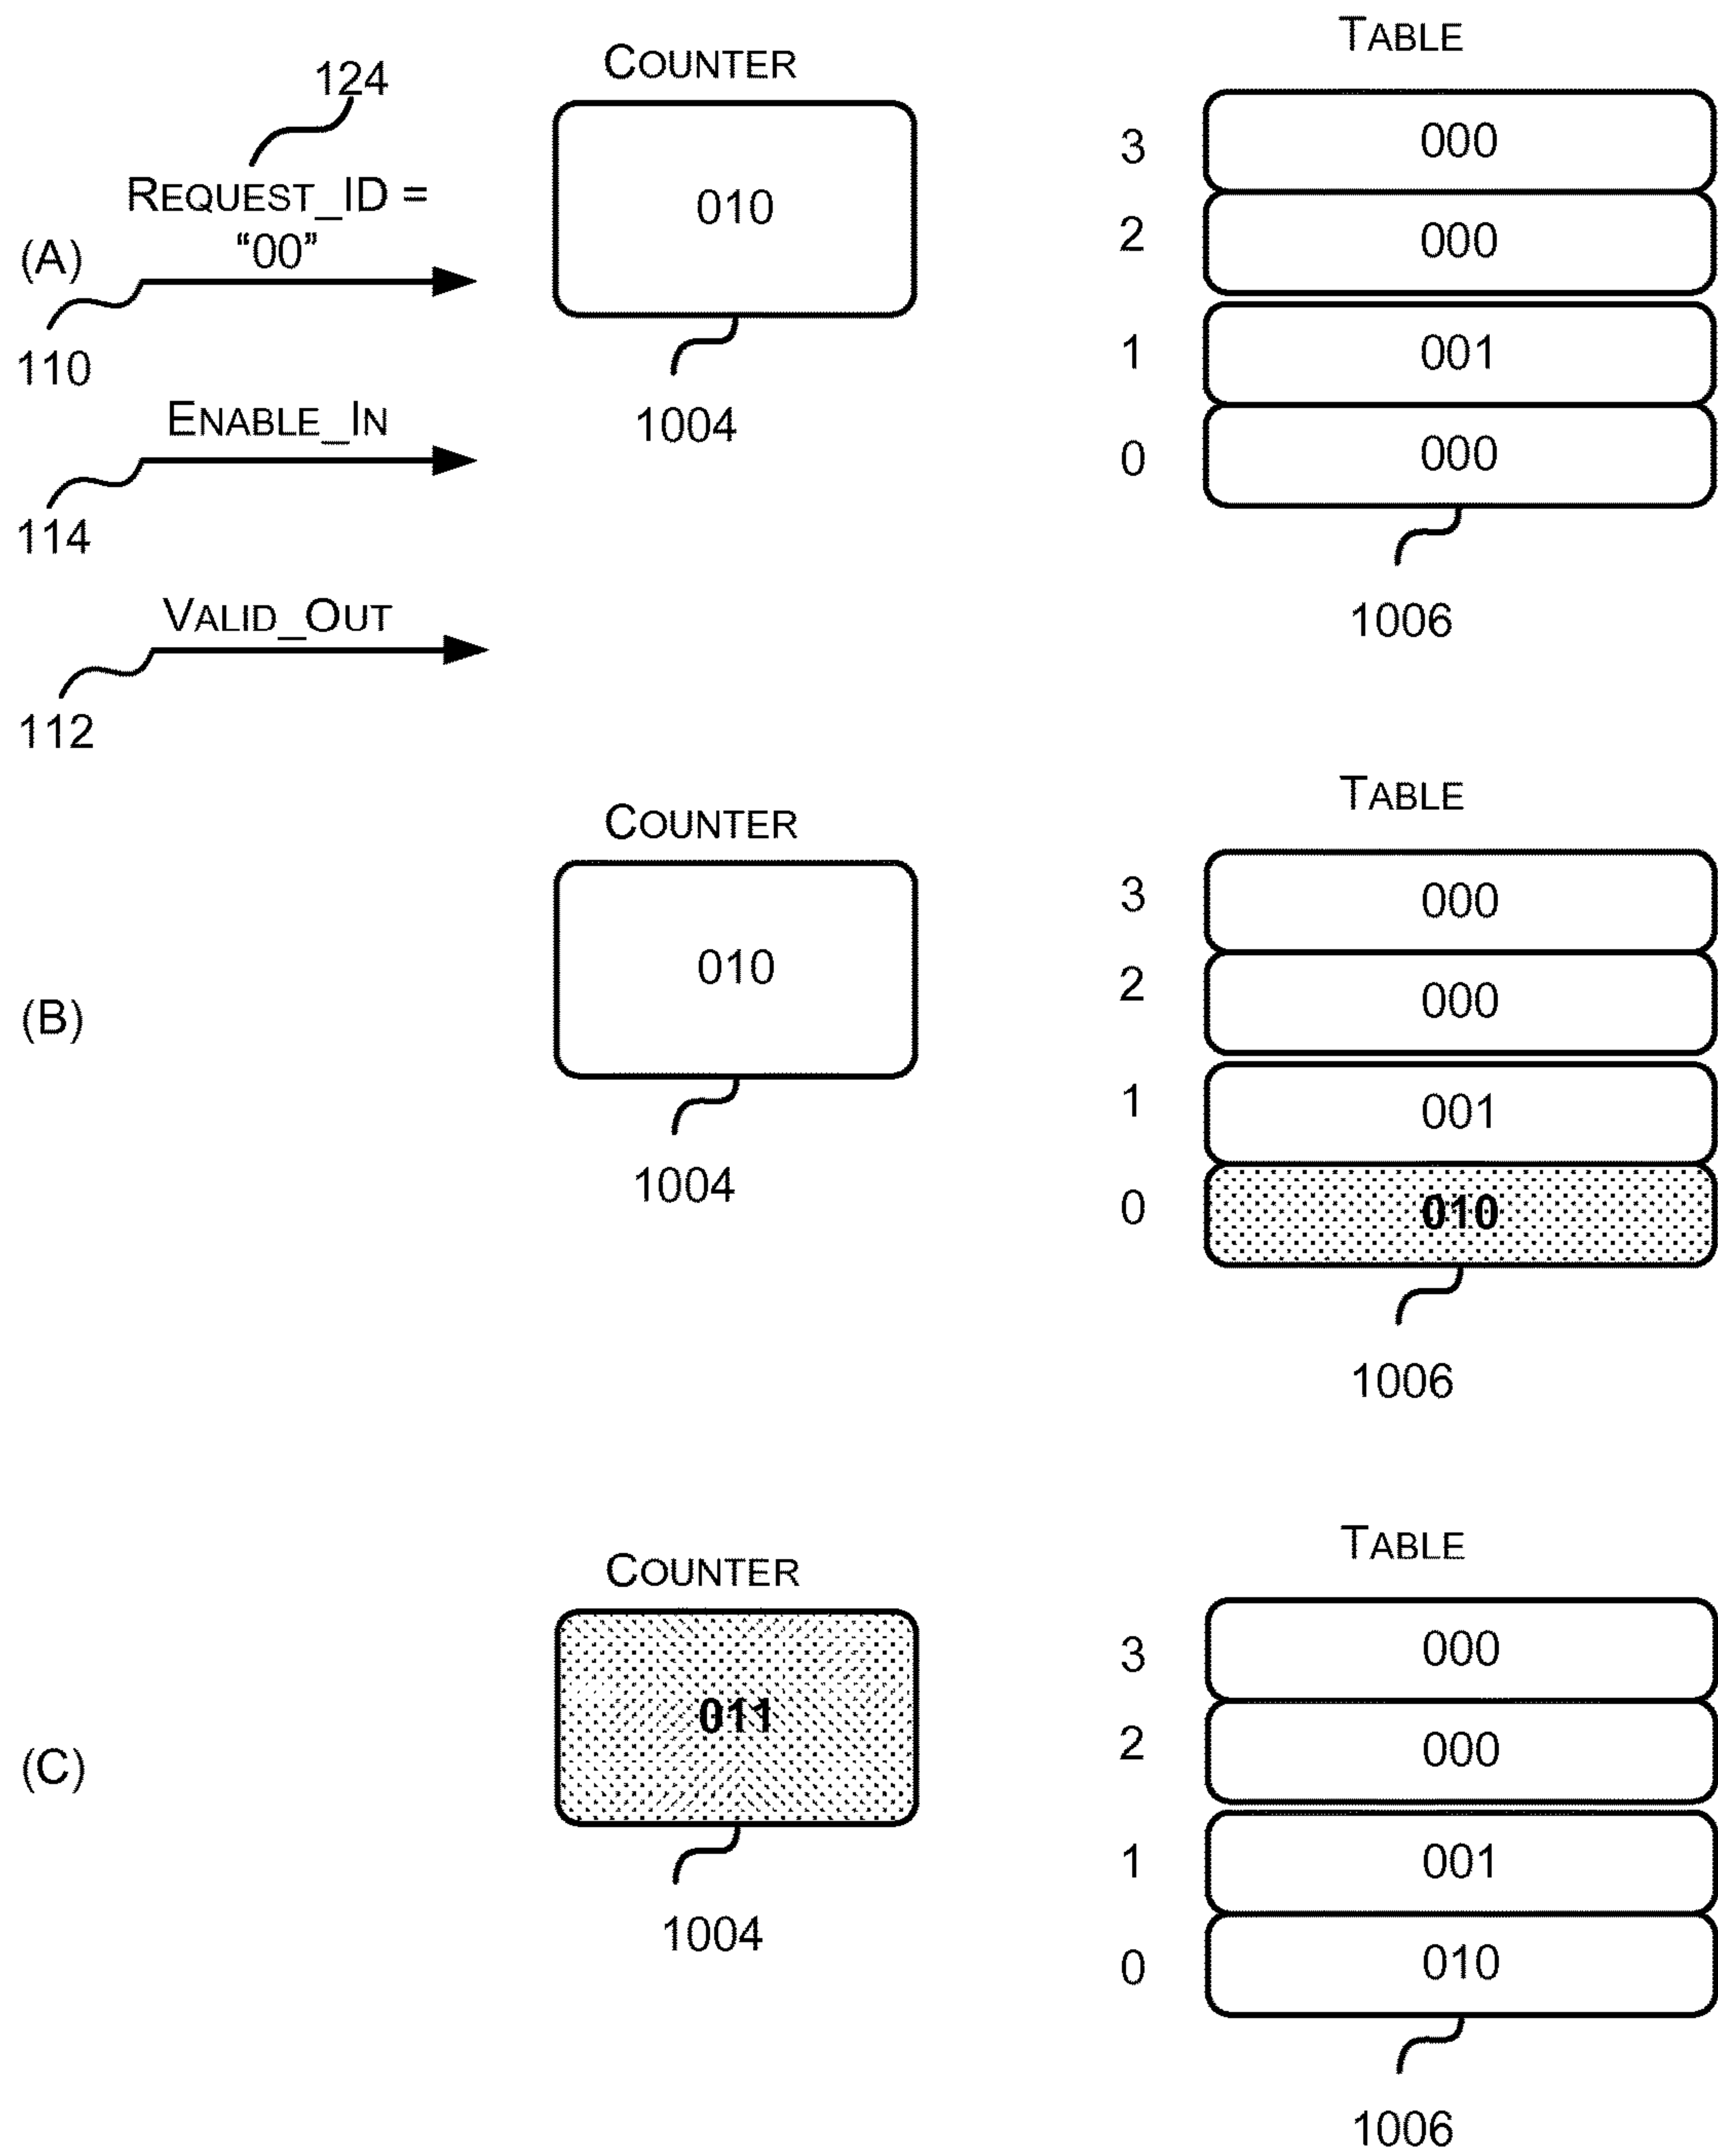 124
REQUEST_ID =
"00"
(A)
110
ENABLE_IN
114
VALID_OUT
112
COUNTER
010
1004
TABLE
3 000
2 000
1 001
0 000
1006
(B)
COUNTER
010
1004
TABLE
3 000
2 000
1 001
0 010
1006
(C)
COUNTER
011
1004
TABLE
3 000
2 000
1 001
0 010
1006